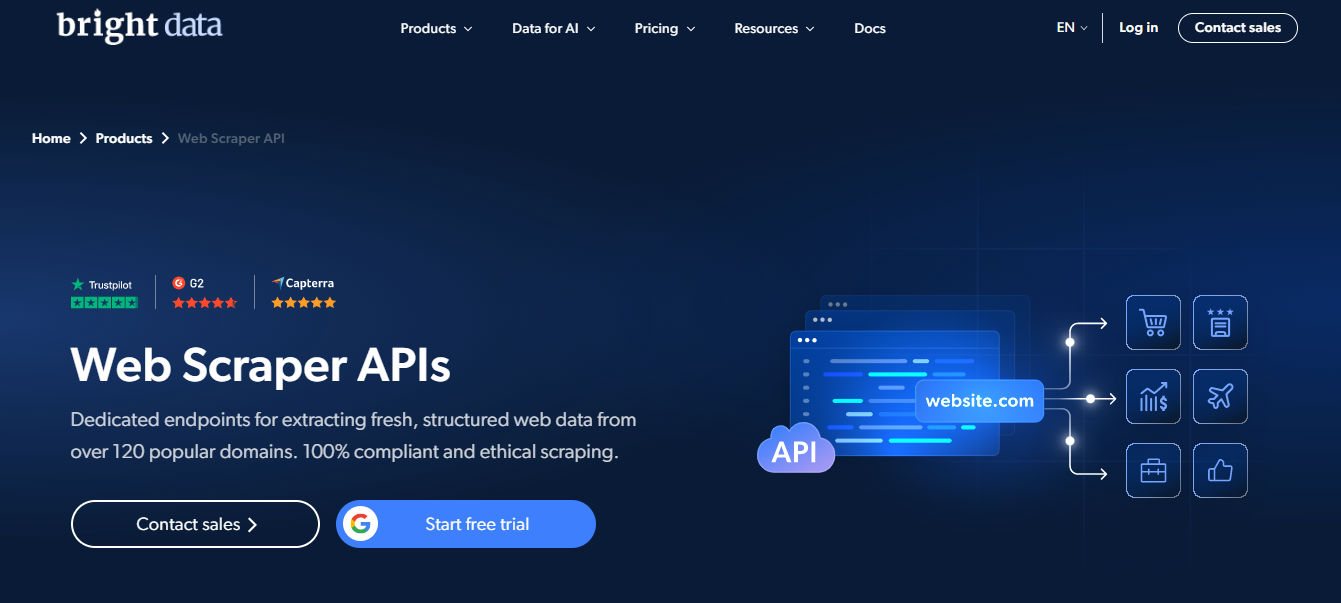 bright data
Products
Data for AI
Pricing
Resources
Docs
EN
Log in
Contact sales
Home
Products
Web Scraper API
Trustpilot
G2
Capterra
Web Scraper APIs
Dedicated endpoints for extracting fresh, structured web data from
over 120 popular domains. 100% compliant and ethical scraping.
website.com
API
Contact sales
Start free trial